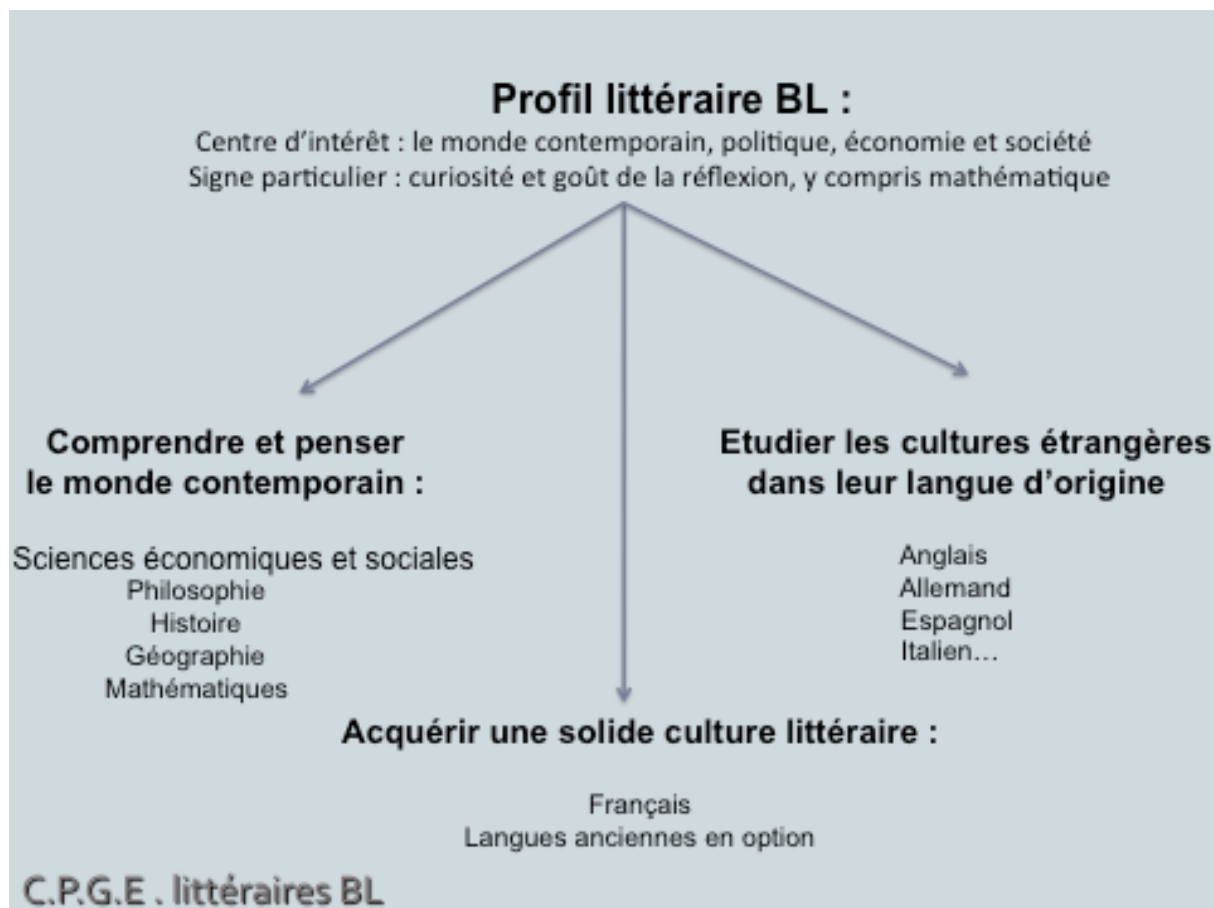 Profil littéraire BL :
Centre d’intérêt : le monde contemporain, politique, économie et société
Signe particulier : curiosité et goût de la réflexion, y compris mathématique
Comprendre et penser
le monde contemporain :
Sciences économiques et sociales
Philosophie
Histoire
Géographie
Mathématiques
Etudier les cultures étrangères
dans leur langue d’origine
Anglais
Allemand
Espagnol
Italien…
Acquérir une solide culture littéraire :
Français
Langues anciennes en option
C.P.G.E . littéraires BL